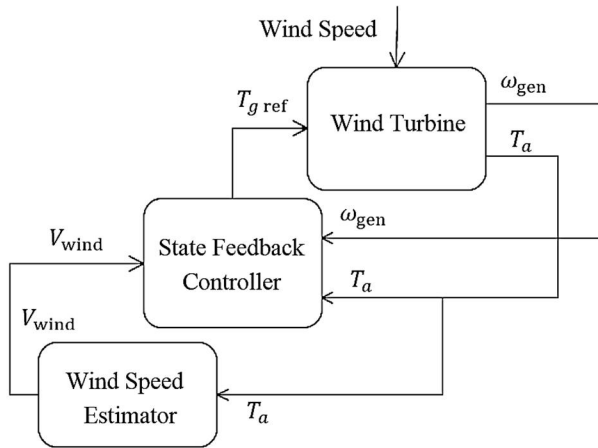 Wind Speed
ω_gen
T_g ref
Wind Turbine
T_a
ω_gen
V_wind
State Feedback
Controller
T_a
V_wind
Wind Speed
Estimator
T_a